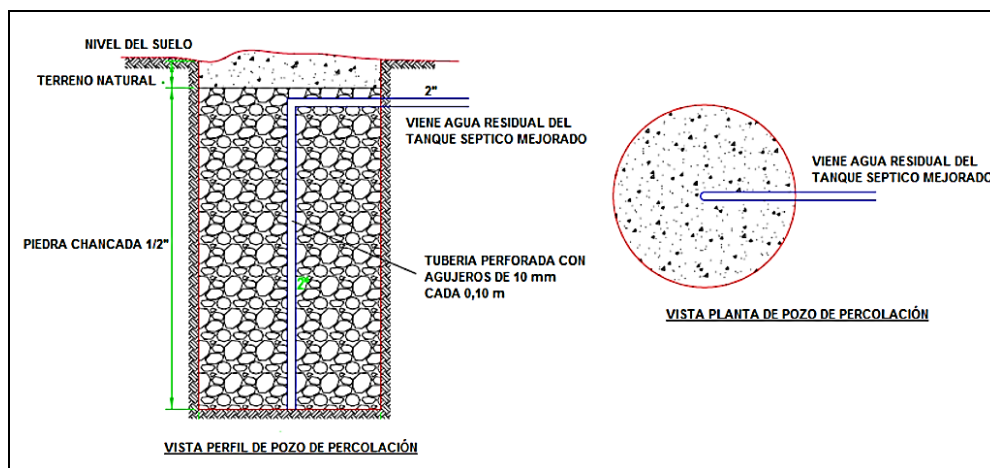 NIVEL DEL SUELO
TERRENO NATURAL
2"
VIENE AGUA RESIDUAL DEL
TANQUE SEPTICO MEJORADO
PIEDRA CHANCADA 1/2"
TUBERIA PERFORADA CON
AGUJEROS DE 10 mm
CADA 0,10 m
2"
VISTA PERFIL DE POZO DE PERCOLACIÓN
VIENE AGUA RESIDUAL DEL
TANQUE SEPTICO MEJORADO
VISTA PLANTA DE POZO DE PERCOLACIÓN